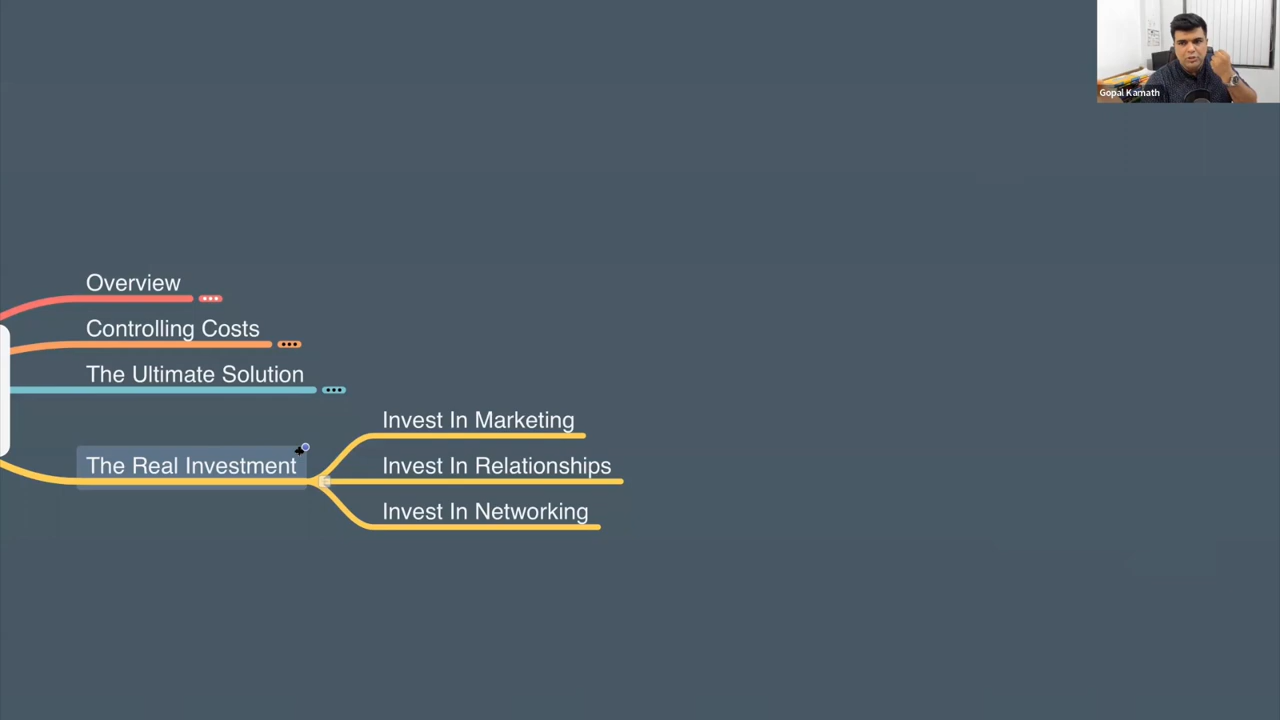 Gopal Kamath
Overview
Controlling Costs
The Ultimate Solution
The Real Investment
Invest In Marketing
Invest In Relationships
Invest In Networking